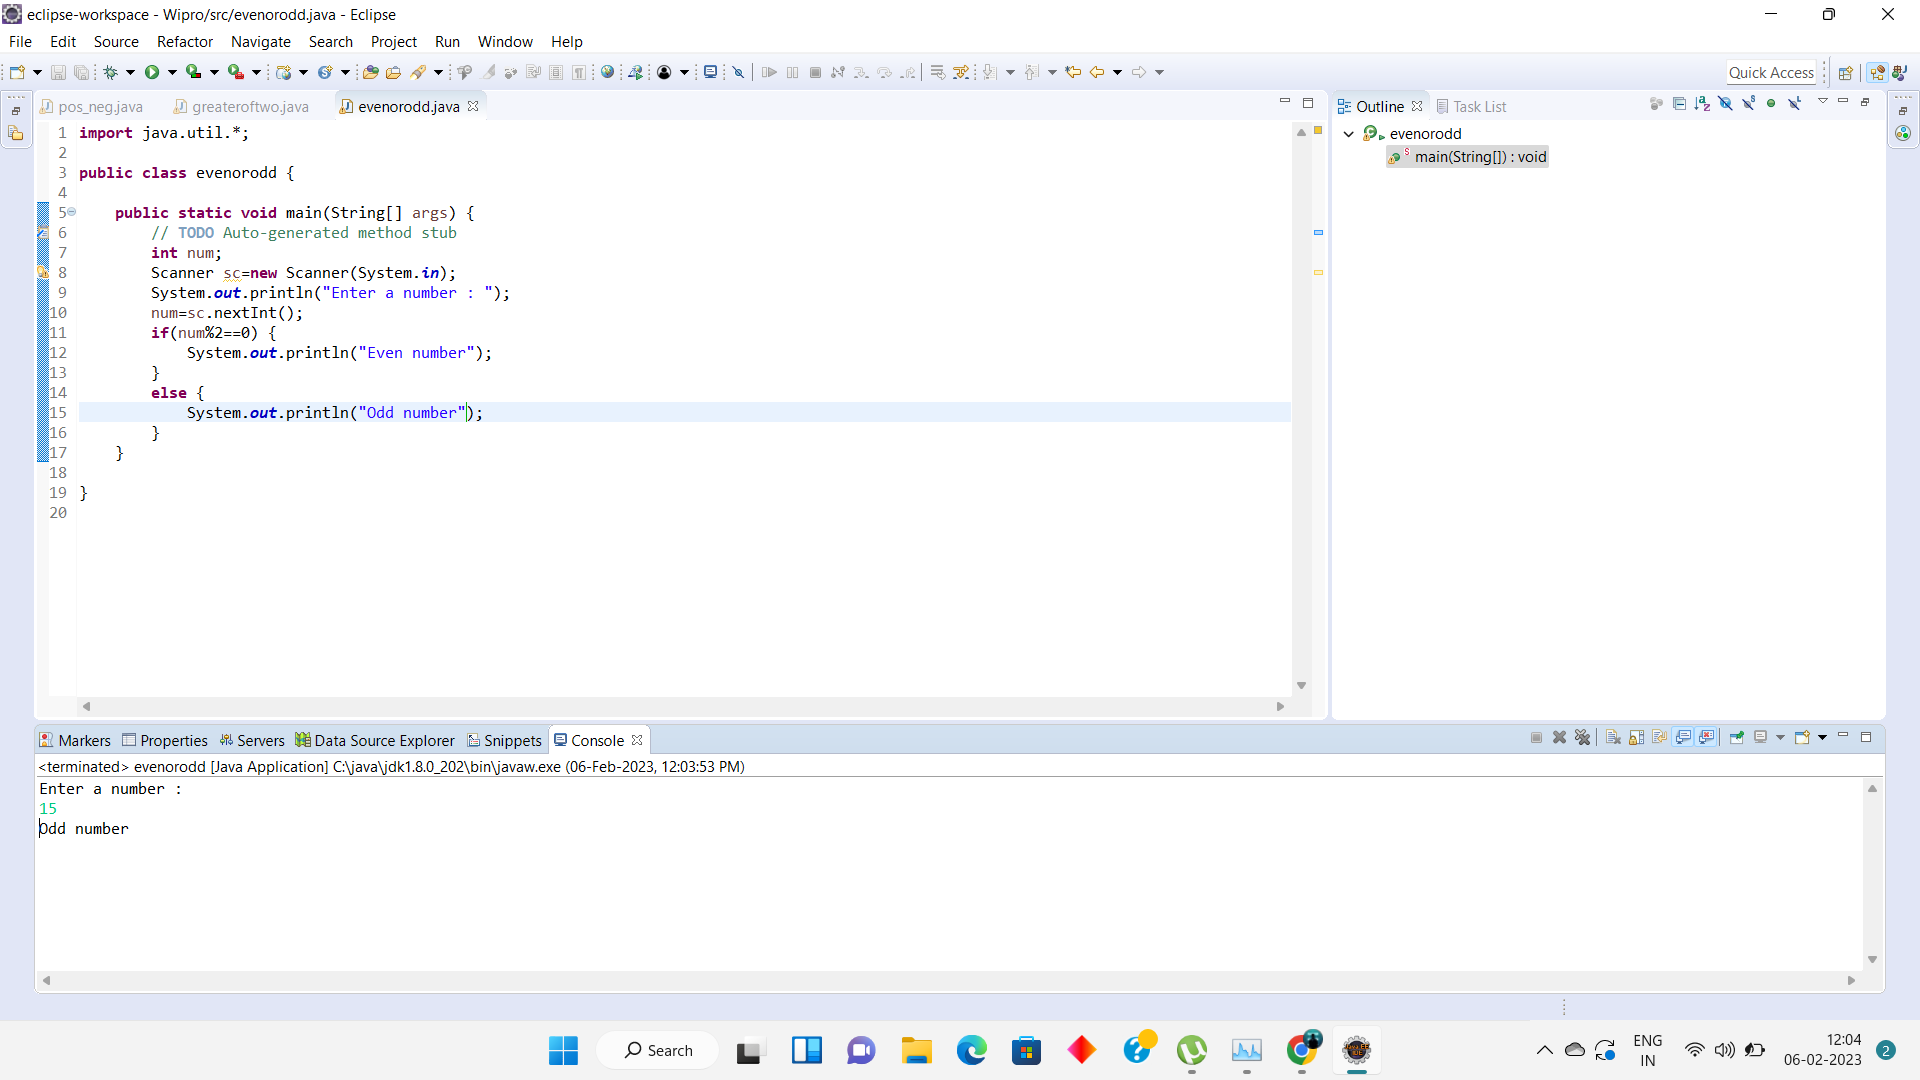 eclipse-workspace - Wipro/src/evenorodd.java - Eclipse
File Edit Source Refactor Navigate Search Project Run Window Help
Quick Access
pos_neg.java greateroftwo.java evenorodd.java
1 import java.util.*;
2
3 public class evenorodd {
4
5 public static void main(String[] args) {
6 // TODO Auto-generated method stub
7 int num;
8 Scanner sc=new Scanner(System.in);
9 System.out.println("Enter a number : ");
10 num=sc.nextInt();
11 if(num%2==0) {
12 System.out.println("Even number");
13 }
14 else {
15 System.out.println("Odd number");
16 }
17 }
18
19 }
20
Outline Task List
evenorodd
main(String[]) : void
Markers Properties Servers Data Source Explorer Snippets Console
<terminated> evenorodd [Java Application] C:\java\jdk1.8.0_202\bin\javaw.exe (06-Feb-2023, 12:03:53 PM)
Enter a number :
15
Odd number
Search
ENG
IN
12:04
06-02-2023
2